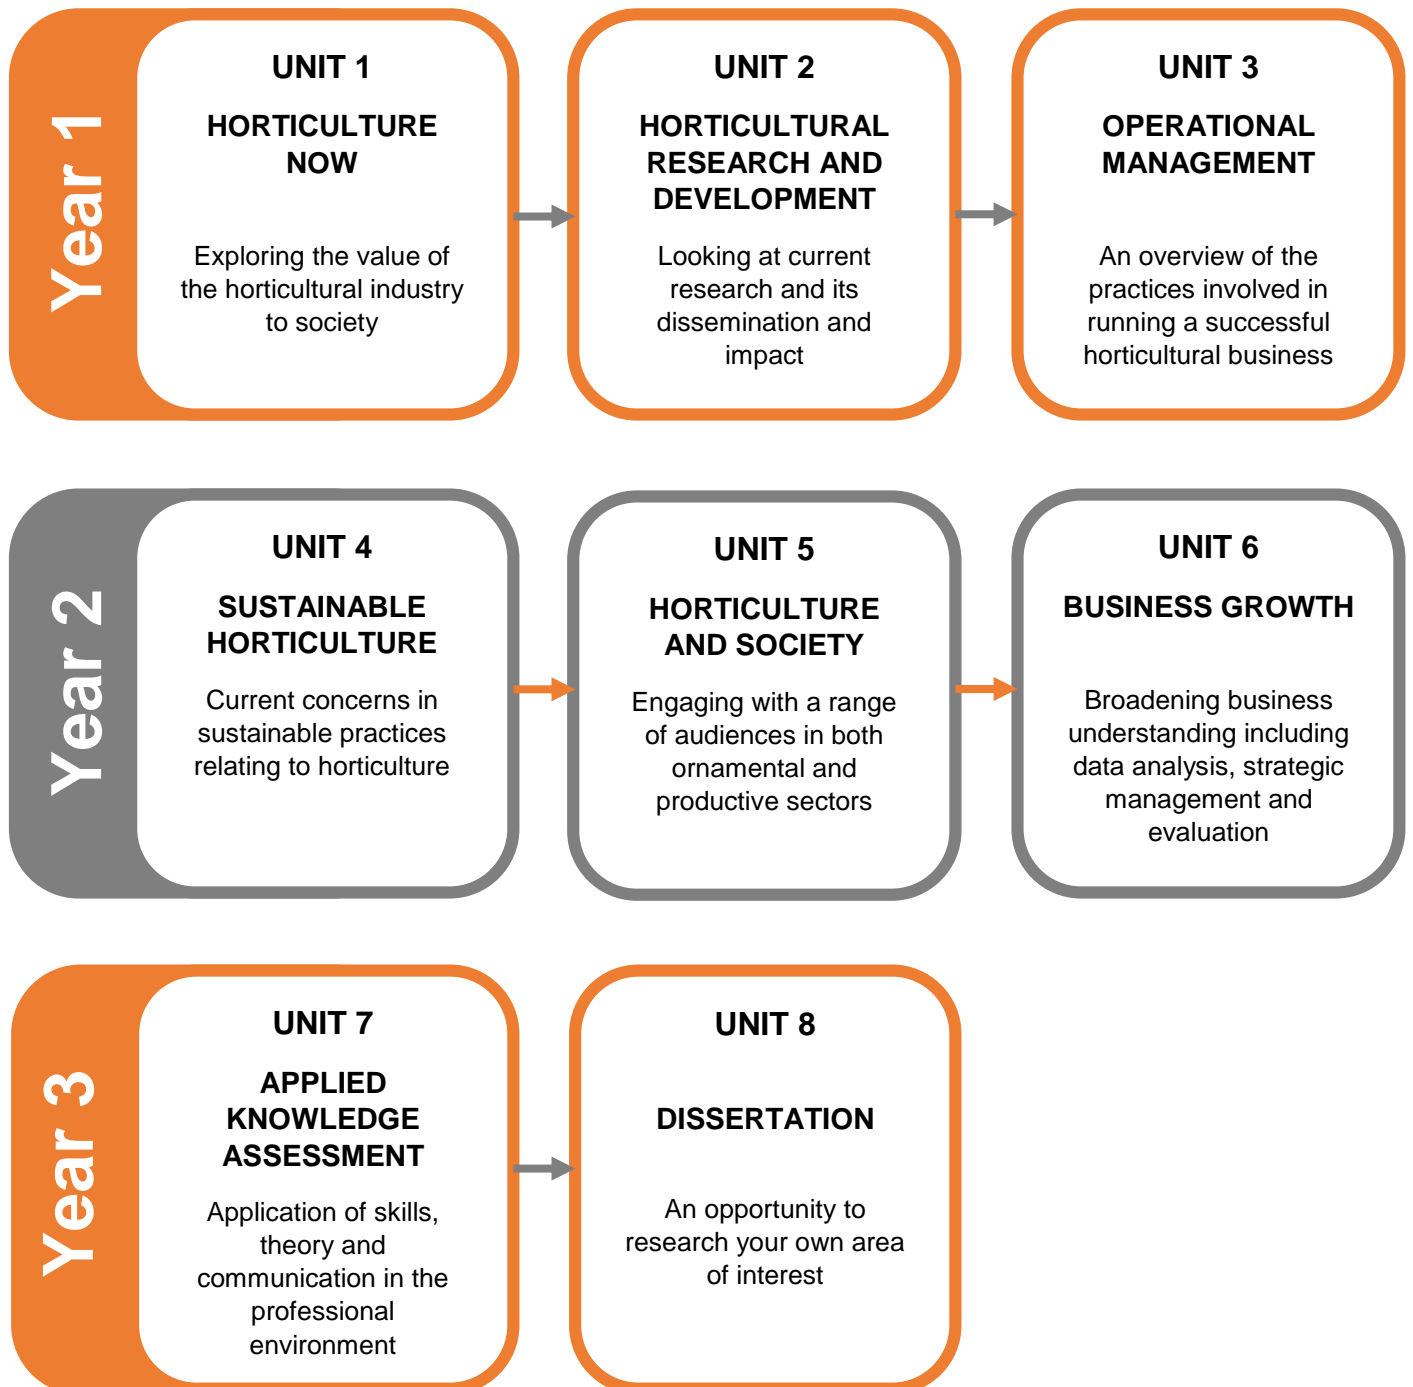 Year 1
UNIT 1
HORTICULTURE
NOW
Exploring the value of
the horticultural industry
to society
UNIT 2
HORTICULTURAL
RESEARCH AND
DEVELOPMENT
Looking at current
research and its
dissemination and
impact
UNIT 3
OPERATIONAL
MANAGEMENT
An overview of the
practices involved in
running a successful
horticultural business
Year 2
UNIT 4
SUSTAINABLE
HORTICULTURE
Current concerns in
sustainable practices
relating to horticulture
UNIT 5
HORTICULTURE
AND SOCIETY
Engaging with a range
of audiences in both
ornamental and
productive sectors
UNIT 6
BUSINESS GROWTH
Broadening business
understanding including
data analysis, strategic
management and
evaluation
Year 3
UNIT 7
APPLIED
KNOWLEDGE
ASSESSMENT
Application of skills,
theory and
communication in the
professional
environment
UNIT 8
DISSERTATION
An opportunity to
research your own area
of interest